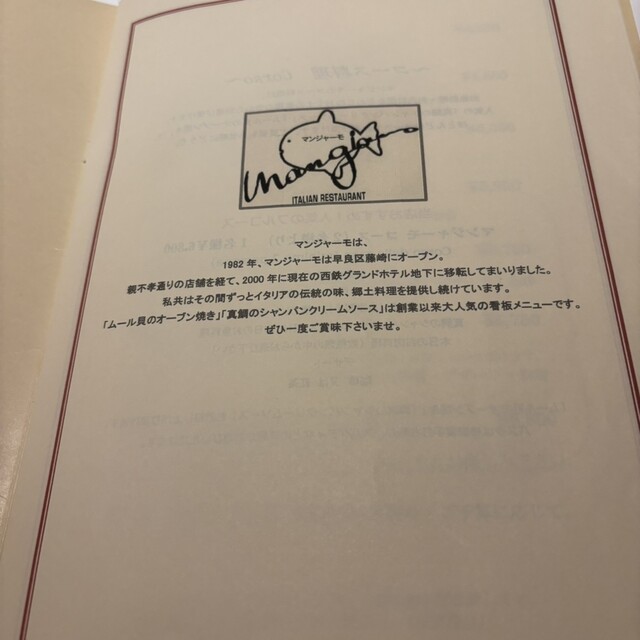 マンジャーモ
Mangiamo
ITALIAN RESTAURANT
マンジャーモは、
1982 年、マンジャーモは早良区藤崎にオープン。
親不孝通りの店舗を経て、2000 年に現在の西鉄グランドホテル地下に移転してまいりました。
私共はその間ずっとイタリアの伝統の味、郷土料理を提供し続けています。
「ムール貝のオーブン焼き」「真鯛のシャンパンクリームソース」は創業以来大人気の看板メニューです。
ぜひ一度ご賞味下さいませ。